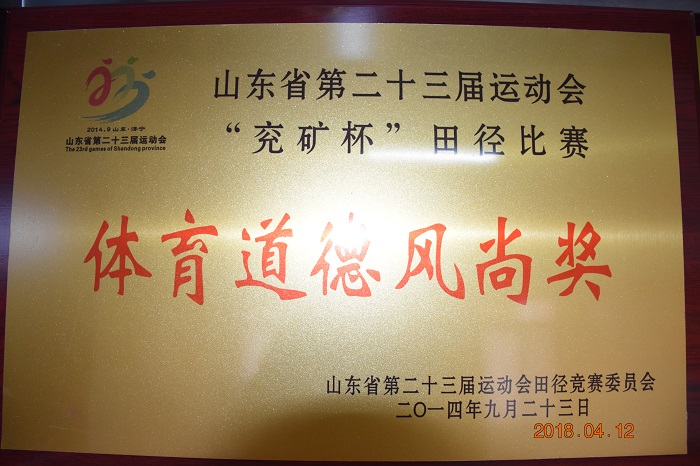 山东省第二十三届运动会
“兖矿杯”田径比赛
2014.9 山东·济宁
山东省第二十三届运动会
The 23rd games of Shandong province
体育道德风尚奖
山东省第二十三届运动会田径竞赛委员会
二〇一四年九月二十三日
2018.04.12